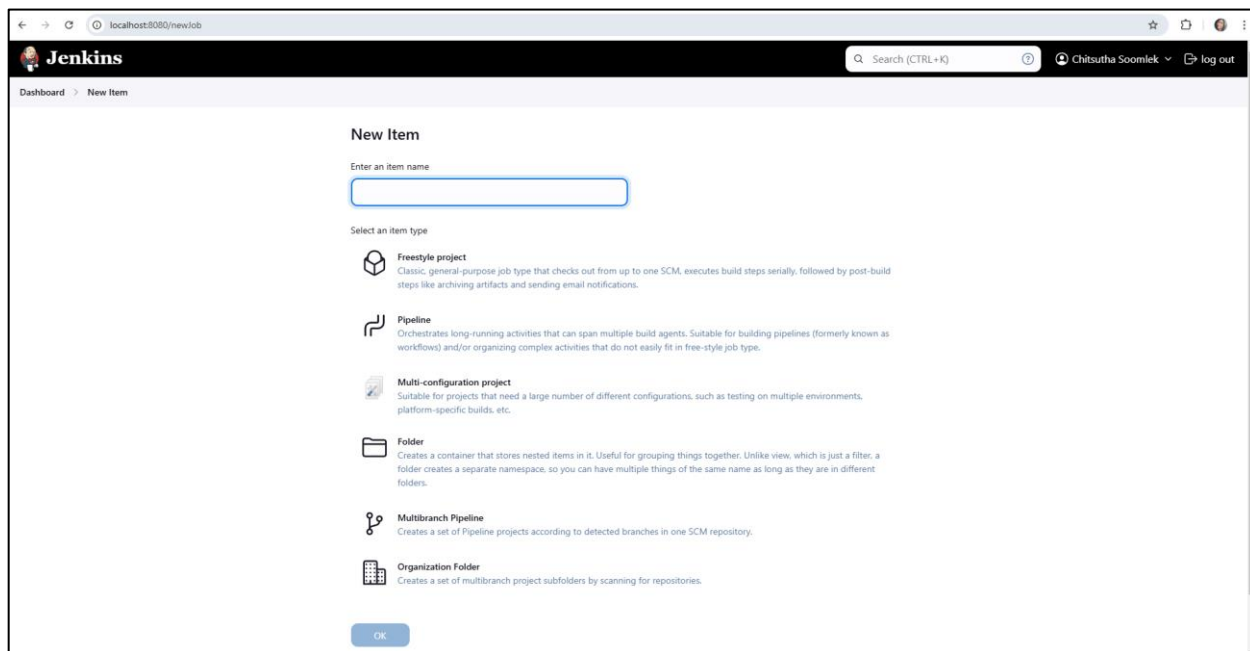 localhost:8080/newJob
Jenkins
Search (CTRL+K)
Chitsutha Soomlek
log out
Dashboard > New Item
New Item
Enter an item name
Select an item type
Freestyle project
Classic, general-purpose job type that checks out from up to one SCM, executes build steps serially, followed by post-build
steps like archiving artifacts and sending email notifications.
Pipeline
Orchestrates long-running activities that can span multiple build agents. Suitable for building pipelines (formerly known as
workflows) and/or organizing complex activities that do not easily fit in free-style job type.
Multi-configuration project
Suitable for projects that need a large number of different configurations, such as testing on multiple environments,
platform-specific builds, etc.
Folder
Creates a container that stores nested items in it. Useful for grouping things together. Unlike view, which is just a filter, a
folder creates a separate namespace, so you can have multiple things of the same name as long as they are in different
folders.
Multibranch Pipeline
Creates a set of Pipeline projects according to detected branches in one SCM repository.
Organization Folder
Creates a set of multibranch project subfolders by scanning for repositories.
OK